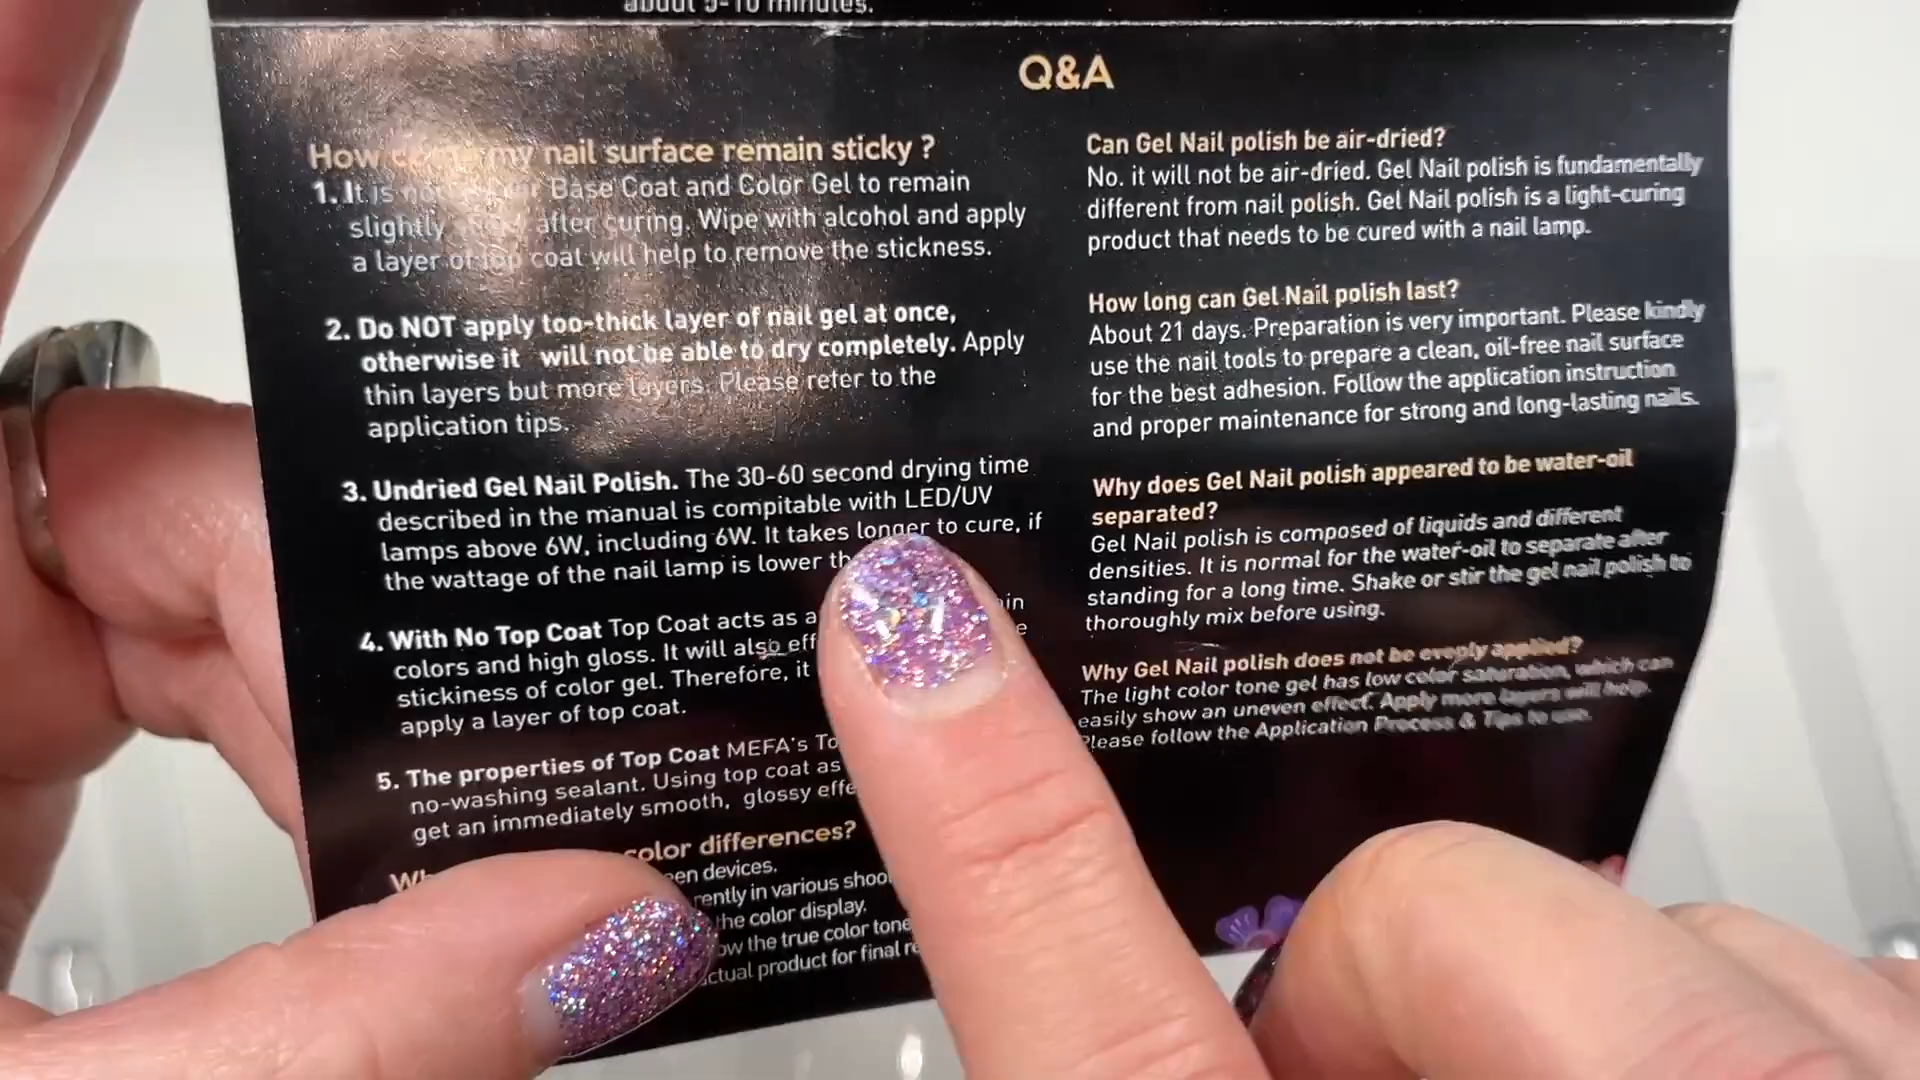 about 5-10 minutes.
Q&A
How my nail surface remain sticky ?
1. It is Base Coat and Color Gel to remain
slightly after curing. Wipe with alcohol and apply
a layer of top coat will help to remove the stickness.
2. Do NOT apply too-thick layer of nail gel at once,
otherwise it will not be able to dry completely. Apply
thin layers but more layers. Please refer to the
application tips.
3. Undried Gel Nail Polish. The 30-60 second drying time
described in the manual is compitable with LED/UV
lamps above 6W, including 6W. It takes longer to cure, if
the wattage of the nail lamp is lower
4. With No Top Coat Top Coat acts as a
colors and high gloss. It will also
stickiness of color gel. Therefore, it
apply a layer of top coat.
5. The properties of Top Coat MEFA's
no-washing sealant. Using top coat as
get an immediately smooth, glossy
color differences?
devices.
in various
the color display.
the true color tone
product for final
Can Gel Nail polish be air-dried?
No. it will not be air-dried. Gel Nail polish is fundamentally
different from nail polish. Gel Nail polish is a light-curing
product that needs to be cured with a nail lamp.
How long can Gel Nail polish last?
About 21 days. Preparation is very important. Please kindly
use the nail tools to prepare a clean, oil-free nail surface
for the best adhesion. Follow the application instruction
and proper maintenance for strong and long-lasting nails.
Why does Gel Nail polish appeared to be water-oil
separated?
Gel Nail polish is composed of liquids and different
densities. It is normal for the water-oil to separate after
standing for a long time. Shake or stir the gel nail polish to
thoroughly mix before using.
Why Gel Nail polish does not be evenly applied?
The light color tone gel has low color saturation, which can
easily show an uneven effect. Apply more layers will help.
Please follow the Application Process & Tips to use.